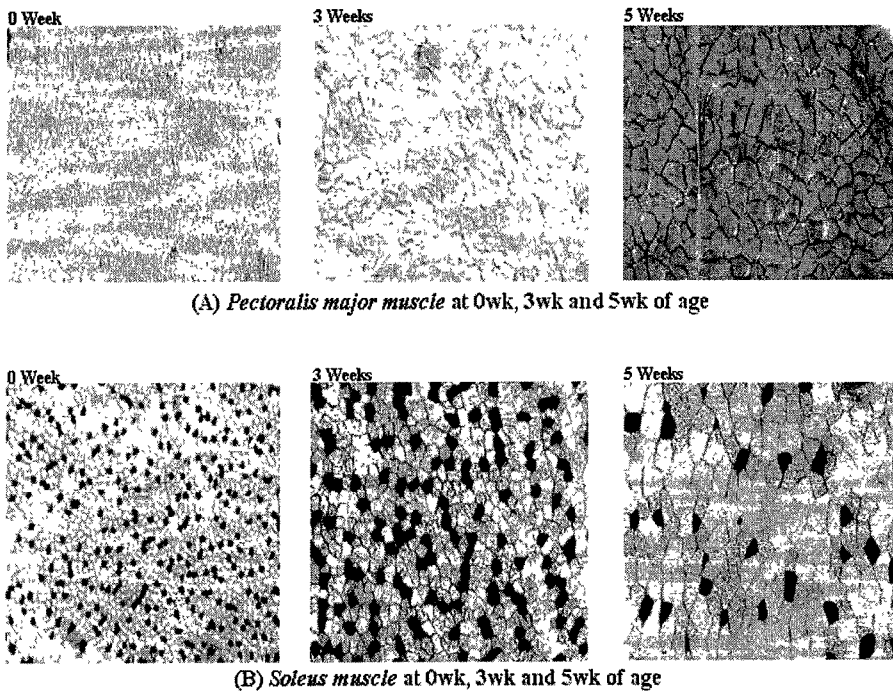 0 Week 3 Weeks 5 Weeks
(A) Pectoralis major muscle at 0wk, 3wk and 5wk of age
0 Week 3 Weeks 5 Weeks
(B) Soleus muscle at 0wk, 3wk and 5wk of age